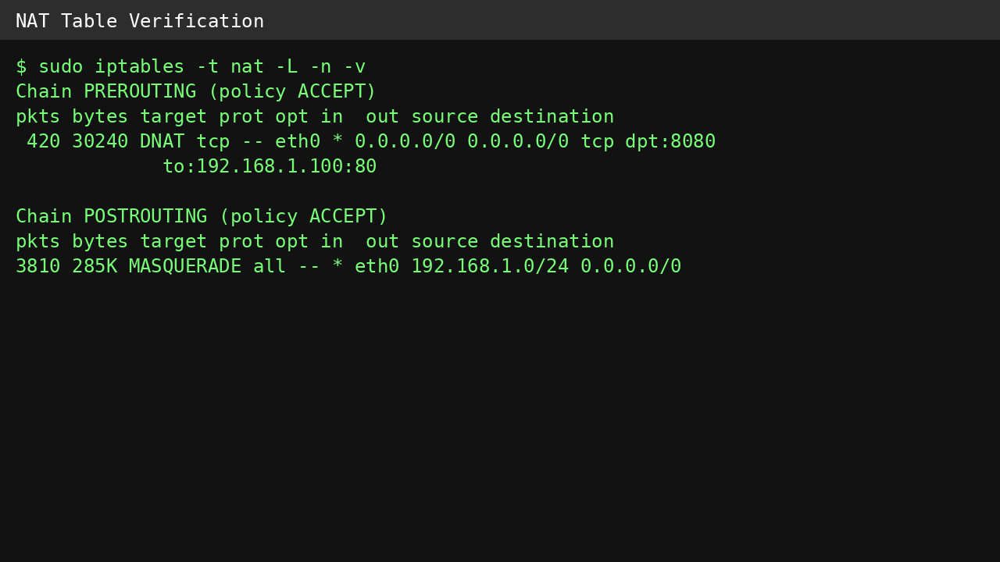 NAT Table Verification
$ sudo iptables -t nat -L -n -v
Chain PREROUTING (policy ACCEPT)
pkts bytes target prot opt in  out source destination
 420 30240 DNAT tcp -- eth0 * 0.0.0.0/0 0.0.0.0/0 tcp dpt:8080
             to:192.168.1.100:80
Chain POSTROUTING (policy ACCEPT)
pkts bytes target prot opt in  out source destination
3810 285K MASQUERADE all -- * eth0 192.168.1.0/24 0.0.0.0/0